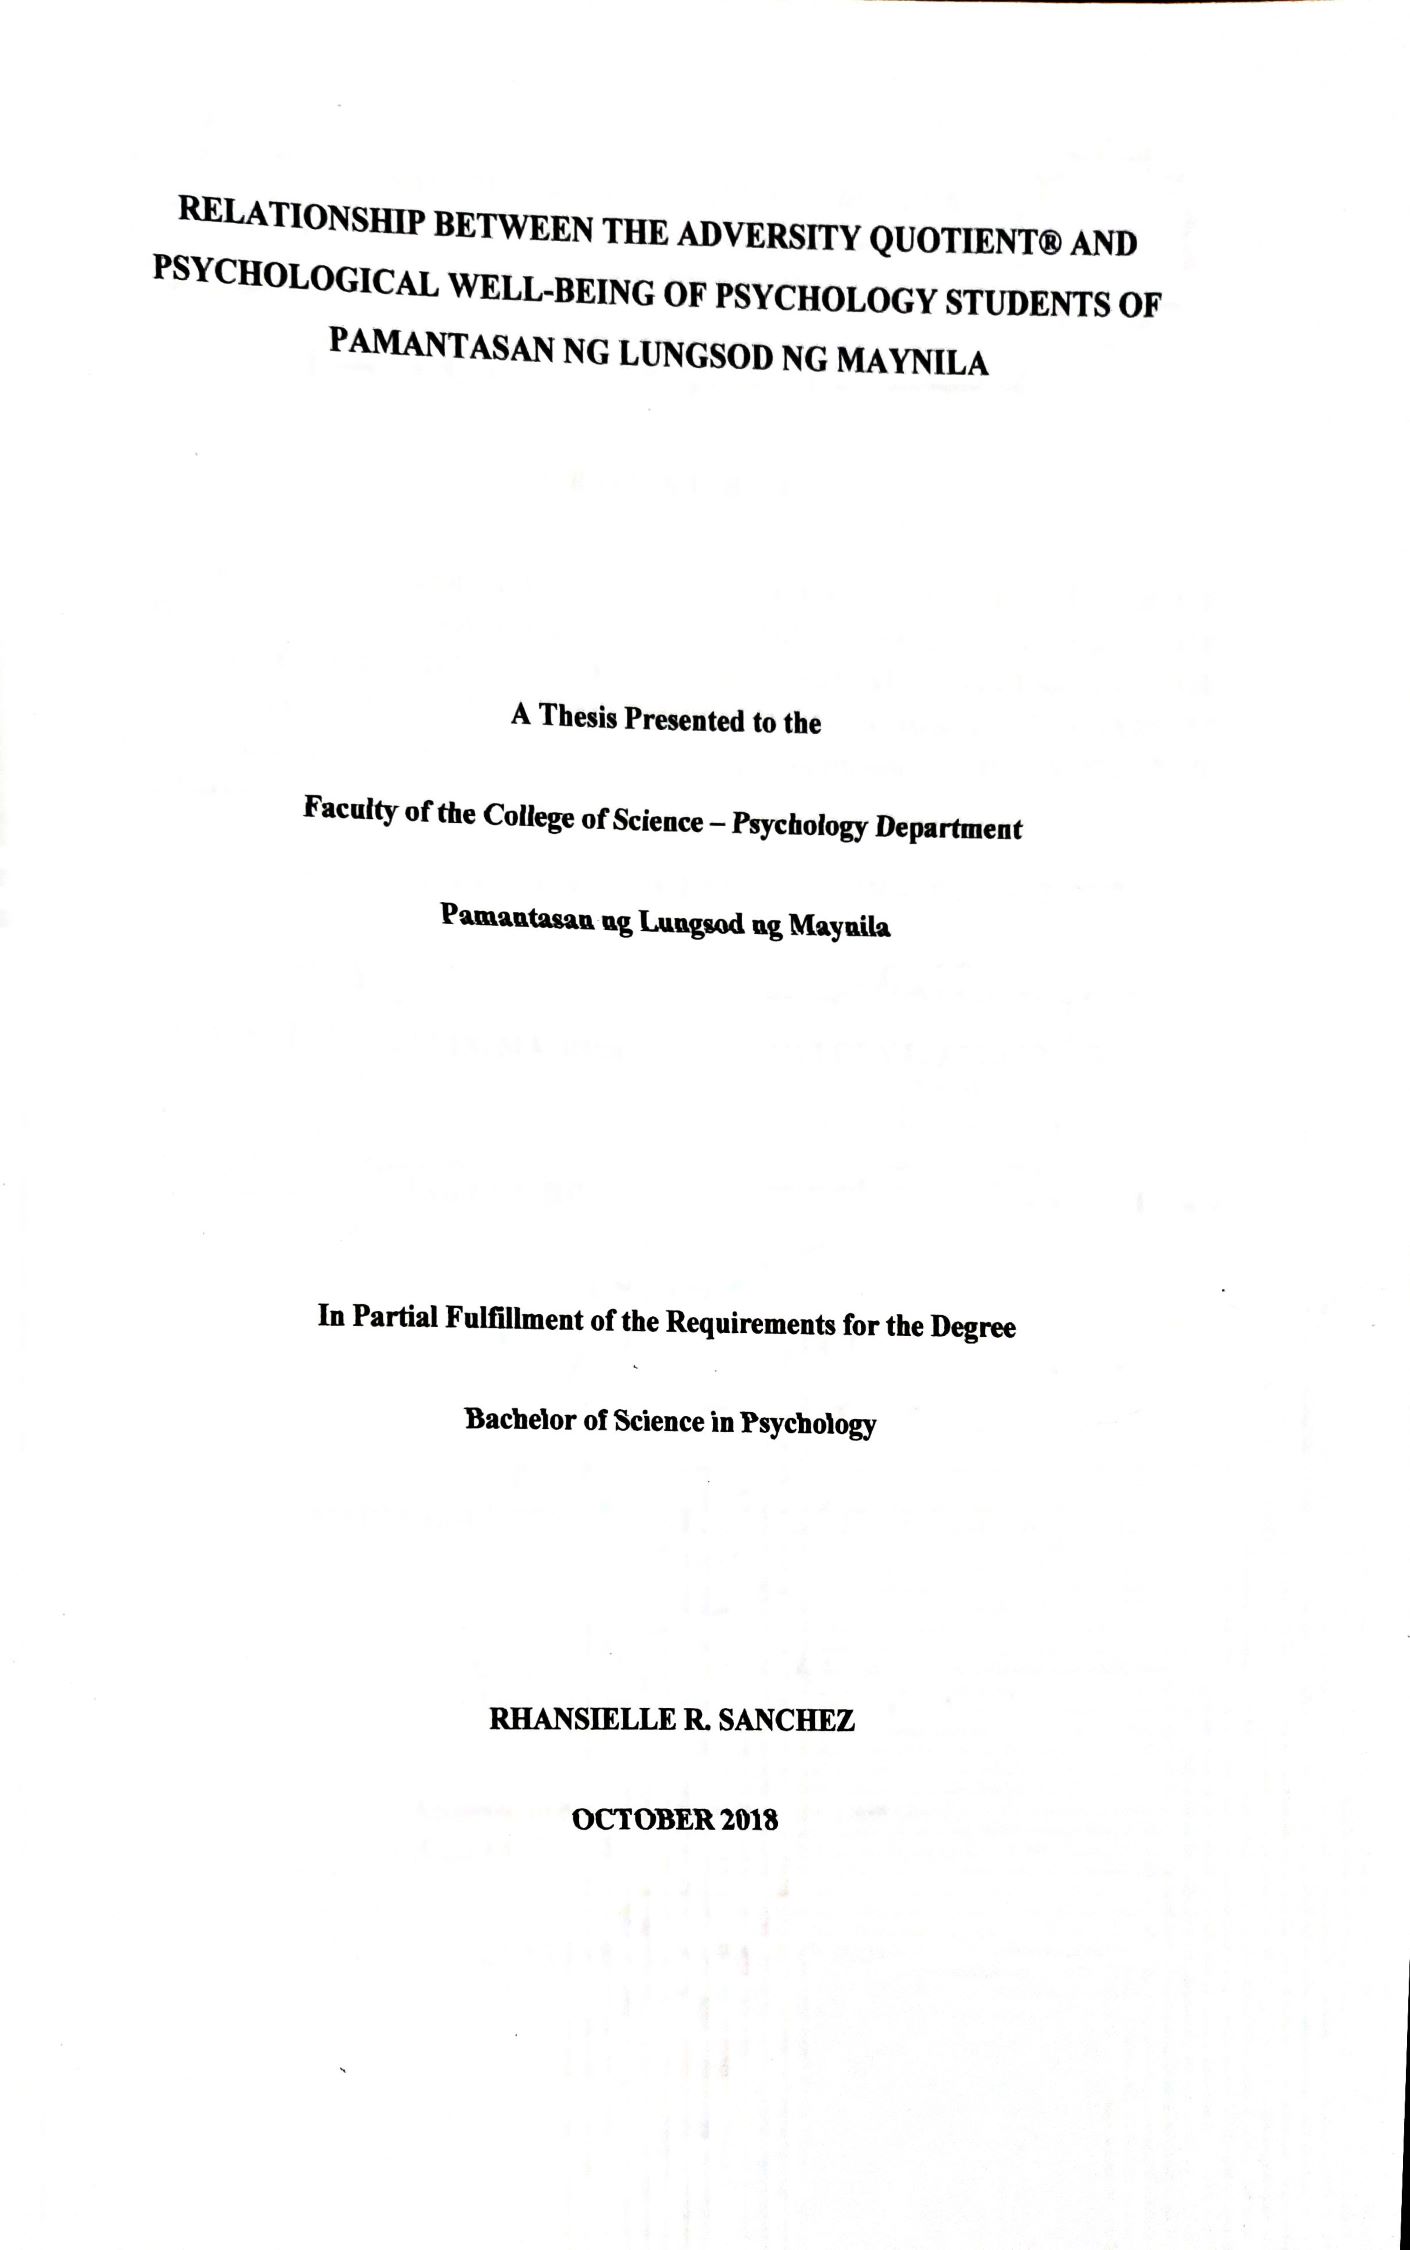 RELATIONSHIP BETWEEN THE ADVERSITY QUOTIENT® AND
PSYCHOLOGICAL WELL-BEING OF PSYCHOLOGY STUDENTS OF
PAMANTASAN NG LUNGSOD NG MAYNILA
A Thesis Presented to the
Faculty of the College of Science – Psychology Department
Pamantasan ng Lungsod ng Maynila
In Partial Fulfillment of the Requirements for the Degree
Bachelor of Science in Psychology
RHANSIELLE R. SANCHEZ
OCTOBER 2018